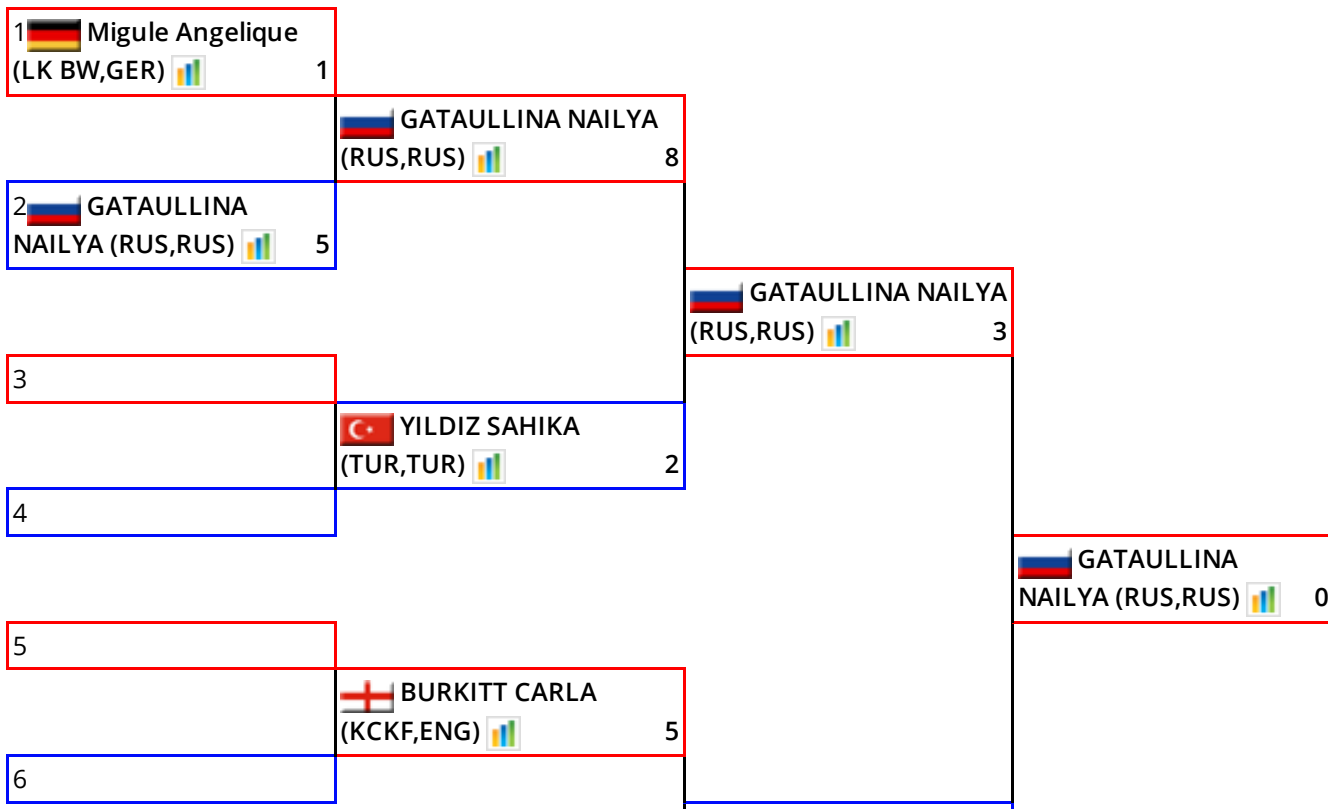 1 Migule Angelique
(LK BW,GER) 1
GATAULLINA NAILYA
(RUS,RUS) 8
2 GATAULLINA
NAILYA (RUS,RUS) 5
GATAULLINA NAILYA
(RUS,RUS) 3
3
YILDIZ SAHIKA
(TUR,TUR) 2
4
GATAULLINA
NAILYA (RUS,RUS) 0
5
BURKITT CARLA
(KCKF,ENG) 5
6